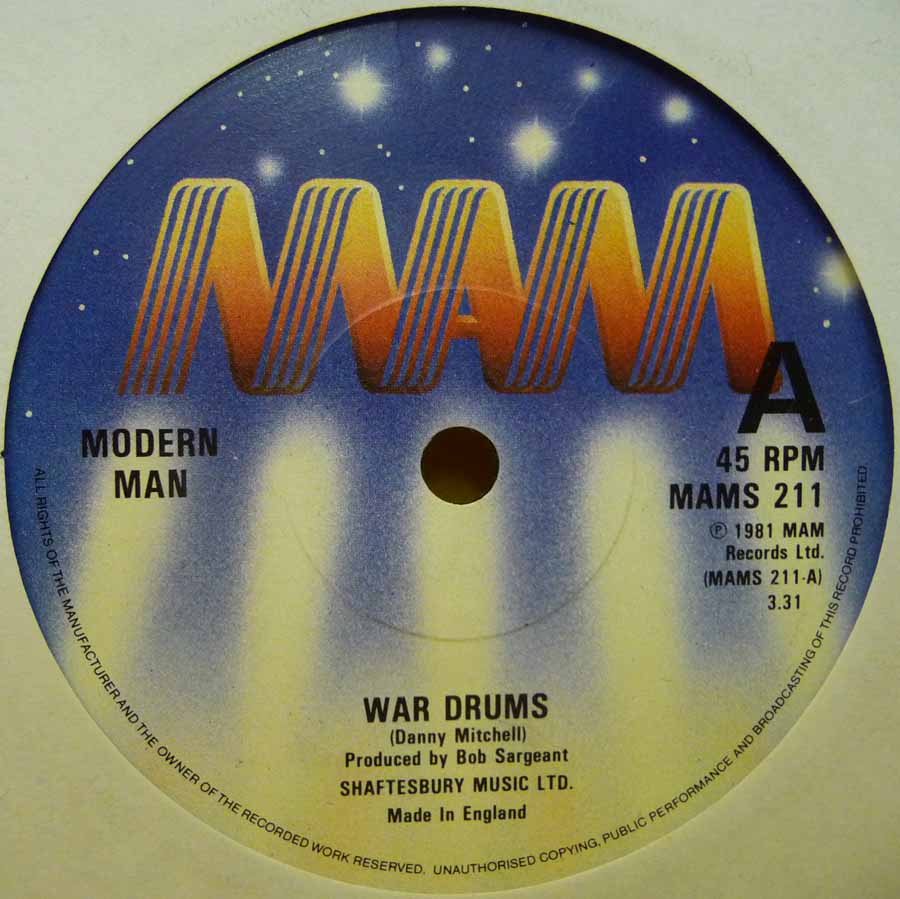 MAM
A
MODERN
MAN
45 RPM
MAMS 211
Ⓟ 1981 MAM
Records Ltd.
(MAMS 211-A)
3.31
WAR DRUMS
(Danny Mitchell)
Produced by Bob Sargeant
SHAFTESBURY MUSIC LTD.
Made In England
ALL RIGHTS OF THE MANUFACTURER AND THE OWNER OF THE RECORDED WORK RESERVED. UNAUTHORISED COPYING, PUBLIC PERFORMANCE AND BROADCASTING OF THIS RECORD PROHIBITED